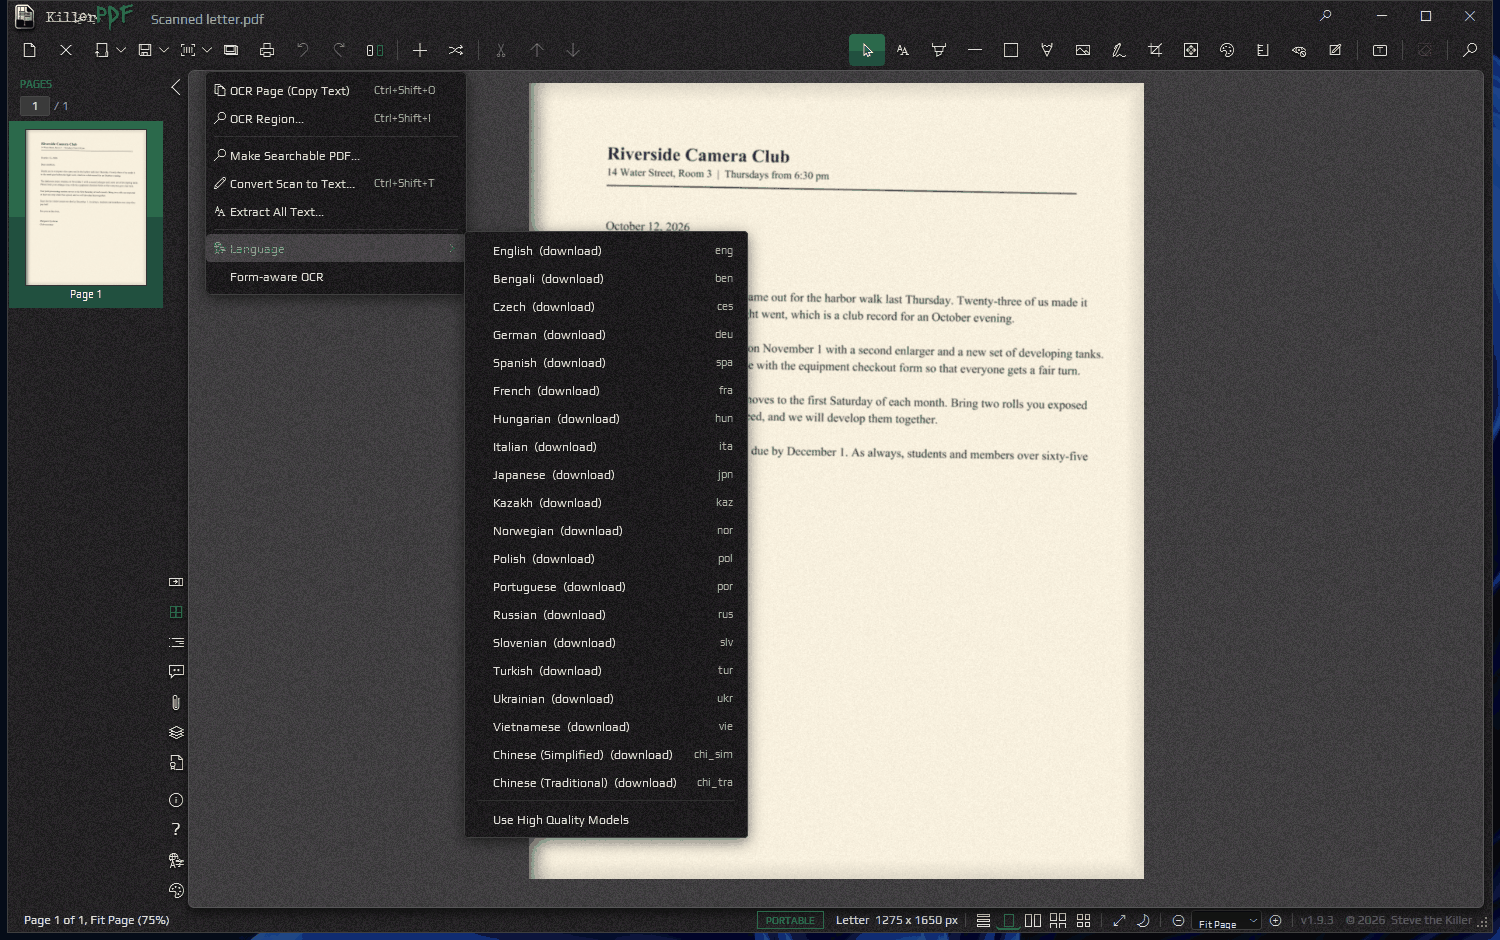 KillerPDF
Scanned letter.pdf
PAGES
1 / 1
Page 1
OCR Page (Copy Text) Ctrl+Shift+O
OCR Region... Ctrl+Shift+I
Make Searchable PDF...
Convert Scan to Text... Ctrl+Shift+T
Extract All Text...
Language
Form-aware OCR
English (download) eng
Bengali (download) ben
Czech (download) ces
German (download) deu
Spanish (download) spa
French (download) fra
Hungarian (download) hun
Italian (download) ita
Japanese (download) jpn
Kazakh (download) kaz
Norwegian (download) nor
Polish (download) pol
Portuguese (download) por
Russian (download) rus
Slovenian (download) slv
Turkish (download) tur
Ukrainian (download) ukr
Vietnamese (download) vie
Chinese (Simplified) (download) chi_sim
Chinese (Traditional) (download) chi_tra
Use High Quality Models
Riverside Camera Club
14 Water Street, Room 3 | Thursdays from 6:30 pm
October 12, 2026
ame out for the harbor walk last Thursday. Twenty-three of us made it
ht went, which is a club record for an October evening.
on November 1 with a second enlarger and a new set of developing tanks.
e with the equipment checkout form so that everyone gets a fair turn.
noves to the first Saturday of each month. Bring two rolls you exposed
ed, and we will develop them together.
due by December 1. As always, students and members over sixty-five
Page 1 of 1, Fit Page (75%)
PORTABLE
Letter 1275 x 1650 px
Fit Page
v1.9.3 © 2026 Steve the Killer